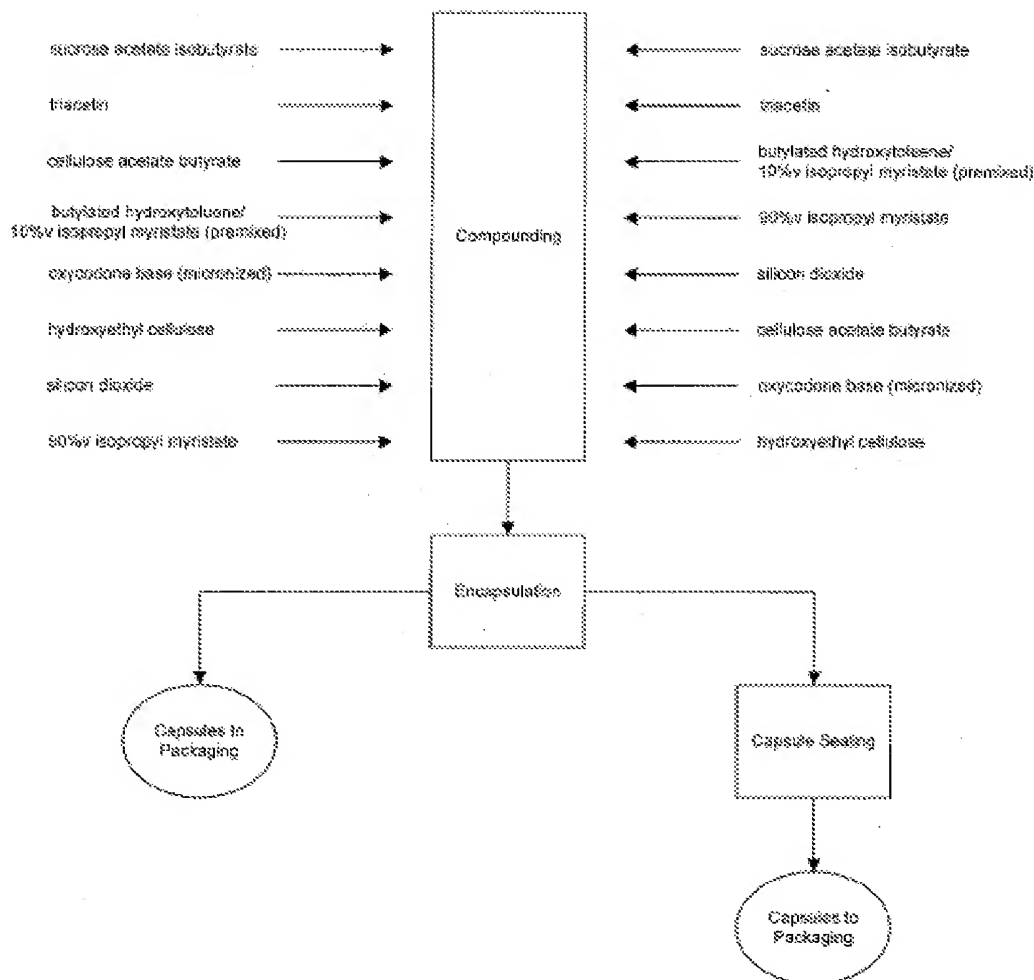 sucrose acetate isobutyrate
triacetin
cellulose acetate butyrate
butylated hydroxytoluene/
10%v isopropyl myristate (premixed)
oxycodone base (micronized)
hydroxyethyl cellulose
silicon dioxide
90%v isopropyl myristate
Compounding
sucrose acetate isobutyrate
triacetin
butylated hydroxytoluene/
10%v isopropyl myristate (premixed)
90%v isopropyl myristate
silicon dioxide
cellulose acetate butyrate
oxycodone base (micronized)
hydroxyethyl cellulose
Encapsulation
Capsules to
Packaging
Capsule Sealing
Capsules to
Packaging